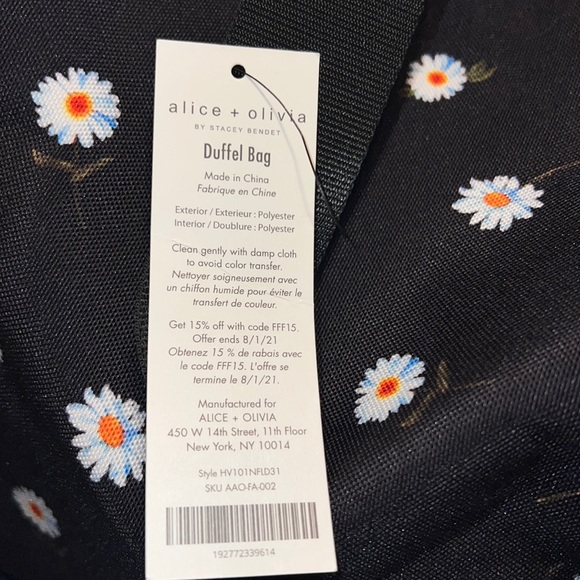 alice + olivia
BY STACEY BENDET
Duffel Bag
Made in China
Fabrique en Chine
Exterior / Exterieur : Polyester
Interior / Doublure : Polyester
Clean gently with damp cloth
to avoid color transfer.
Nettoyer soigneusement avec
un chiffon humide pour éviter le
transfert de couleur.
Get 15% off with code FFF15.
Offer ends 8/1/21
Obtenez 15 % de rabais avec
le code FFF15. L'offre se
termine le 8/1/21.
Manufactured for
ALICE + OLIVIA
450 W 14th Street, 11th Floor
New York, NY 10014
Style HV101NFLD31
SKU AAO-FA-002
192772339614